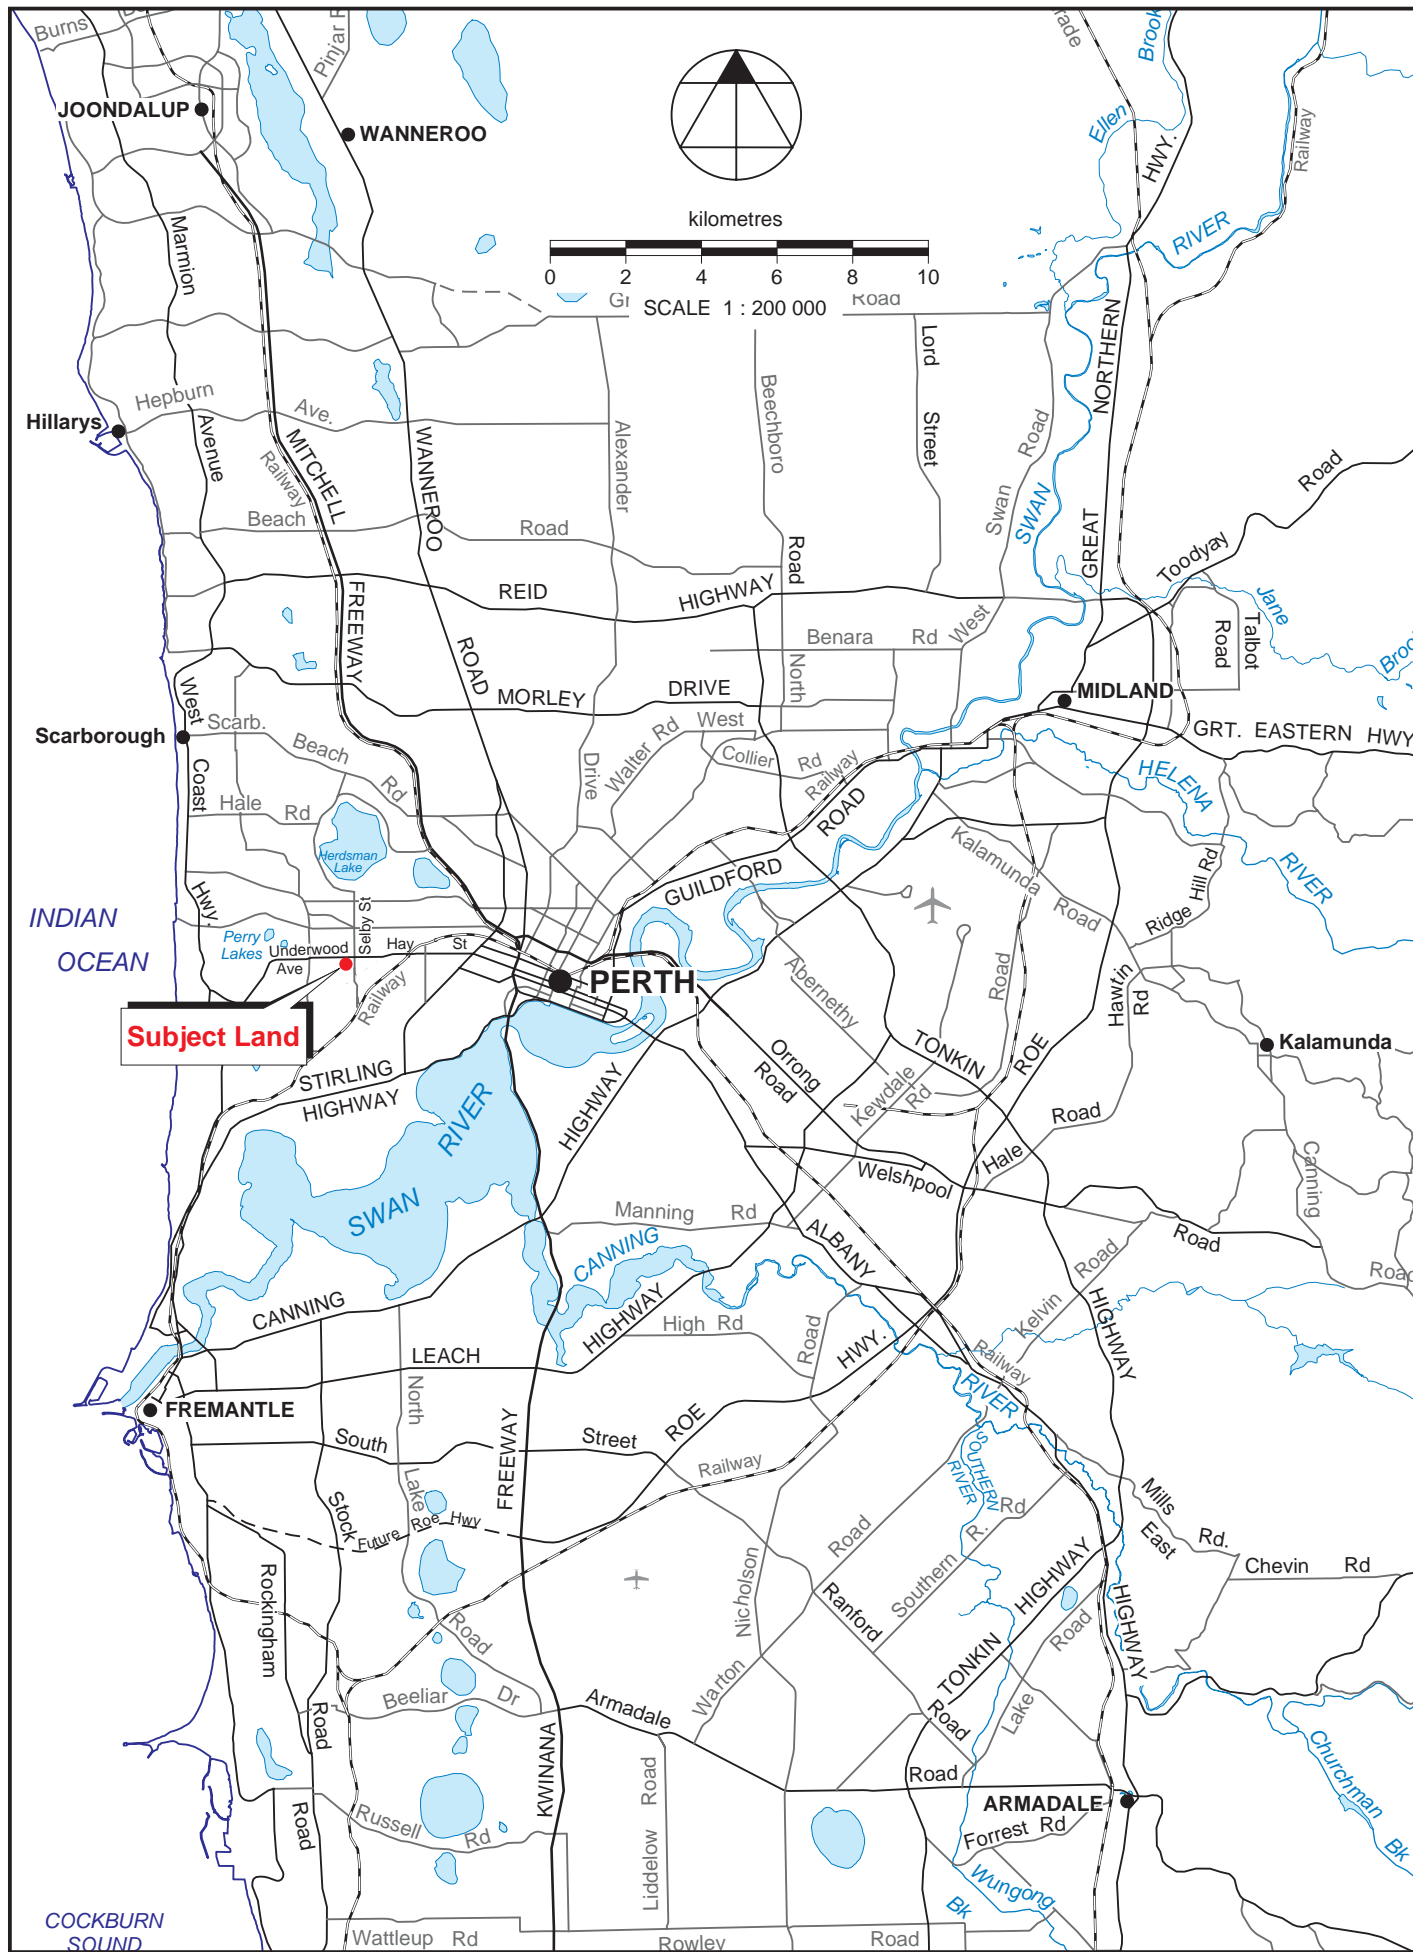 Burns
Pinjar R
rade
Brook
JOONDALUP
WANNEROO
Ellen
HWY.
Railway
kilometres
RIVER
0 2 4 6 8 10
SCALE 1 : 200 000
Road
Marmion
NORTHERN
Lord
Street
Hepburn
Ave.
Beechboro
Road
Hillarys
Avenue
MITCHELL
Railway
WANNEROO
Alexander
Swan
Road
SWAN
GREAT
Road
Toodyay
Beach
Road
FREEWAY
REID
HIGHWAY
Jane
Brook
Talbot
Road
Benara Rd
West
ROAD
North
West
MORLEY
DRIVE
MIDLAND
Scarborough
Scarb.
Beach
Rd
Walter Rd
West
Collier Rd
Railway
GRT. EASTERN HWY
Coast
Hale Rd
Drive
ROAD
HELENA
RIVER
Herdsman
Lake
Kalamunda
Road
Hwy.
GUILDFORD
Ridge
Hill Rd
INDIAN
OCEAN
Perry
Lakes
Selby St
Underwood
Ave
Hay St
Railway
PERTH
Abernethy
Road
Hawtin
Rd
Subject Land
Orrong
Road
TONKIN
ROE
Kalamunda
STIRLING
HIGHWAY
RIVER
HIGHWAY
Kewdale
Rd
Road
Hale
Welshpool
Canning
Road
SWAN
Manning Rd
CANNING
ALBANY
Road
Road
Kelvin
CANNING
HIGHWAY
High Rd
Road
HWY.
HIGHWAY
LEACH
Railway
RIVER
FREMANTLE
North
Lake
Road
South
Street
ROE
Railway
FREEWAY
SOUTHERN
RIVER
Stock
Road
Future Roe Hwy
Mills
East
Rd.
Chevin Rd
Rockingham
Road
Nicholson
Road
Southern
R.
Rd
Ranford
Road
TONKIN
HIGHWAY
HIGHWAY
Lake
Road
Beeliar Dr
Armadale
Warton
KWINANA
Liddelow
Road
Road
ARMADALE
Churchman
Bk
Russell
Rd
Forrest Rd
Wungong
Bk
COCKBURN
SOUND
Wattleup Rd
Rowley
Road